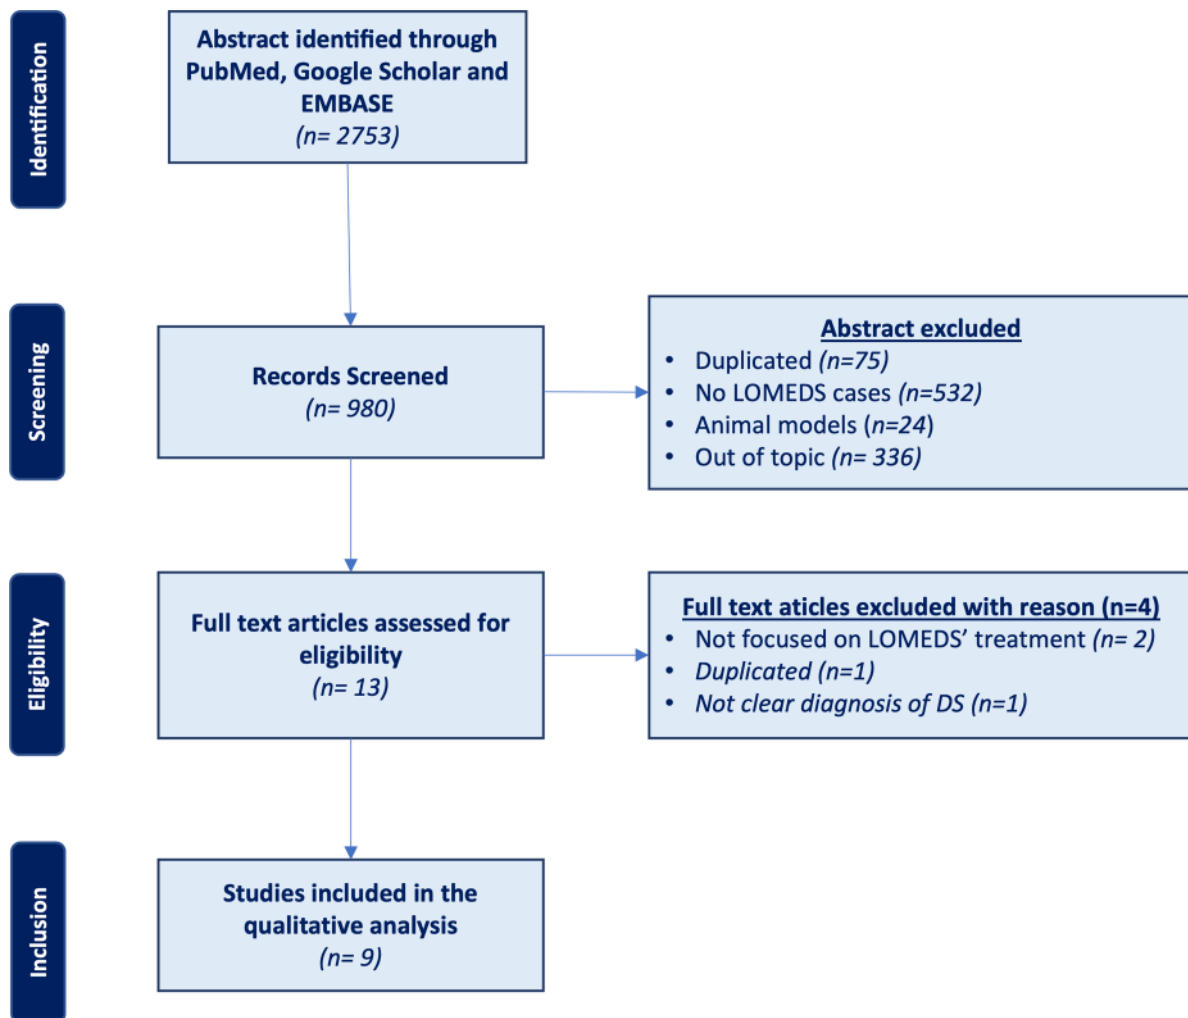 Identification
Abstract identified through
PubMed, Google Scholar and
EMBASE
(n= 2753)
Screening
Records Screened
(n= 980)
Abstract excluded
• Duplicated (n=75)
• No LOMEDS cases (n=532)
• Animal models (n=24)
• Out of topic (n= 336)
Eligibility
Full text articles assessed for
eligibility
(n= 13)
Full text aticles excluded with reason (n=4)
• Not focused on LOMEDS’ treatment (n= 2)
• Duplicated (n=1)
• Not clear diagnosis of DS (n=1)
Inclusion
Studies included in the
qualitative analysis
(n= 9)